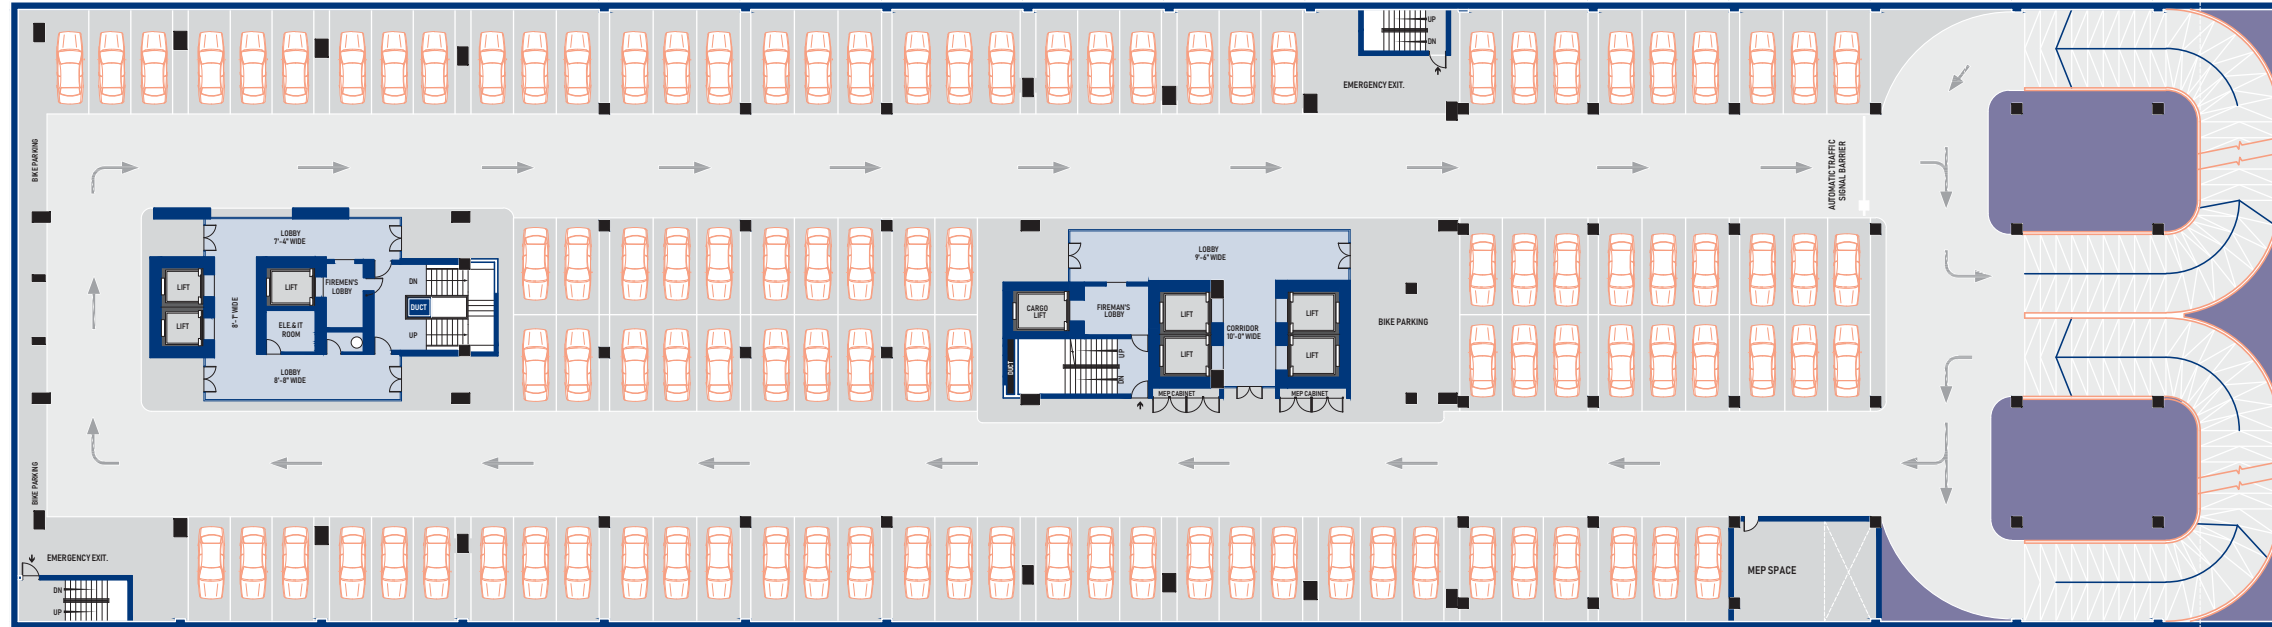 UP
DN
EMERGENCY EXIT.
BIKE PARKING
AUTOMATIC TRAFFIC
SIGNAL BARRIER
LOBBY
7'-4" WIDE
LIFT
LIFT
8'-1" WIDE
LIFT
FIREMEN'S
LOBBY
ELE.& IT
ROOM
DN
DUCT
UP
LOBBY
8'-8" WIDE
LOBBY
9'-6" WIDE
CARGO
LIFT
FIREMAN'S
LOBBY
LIFT
LIFT
CORRIDOR
10'-0" WIDE
LIFT
LIFT
DUCT
UP
DN
MEP CABINET
MEP CABINET
BIKE PARKING
BIKE PARKING
EMERGENCY EXIT.
DN
UP
MEP SPACE